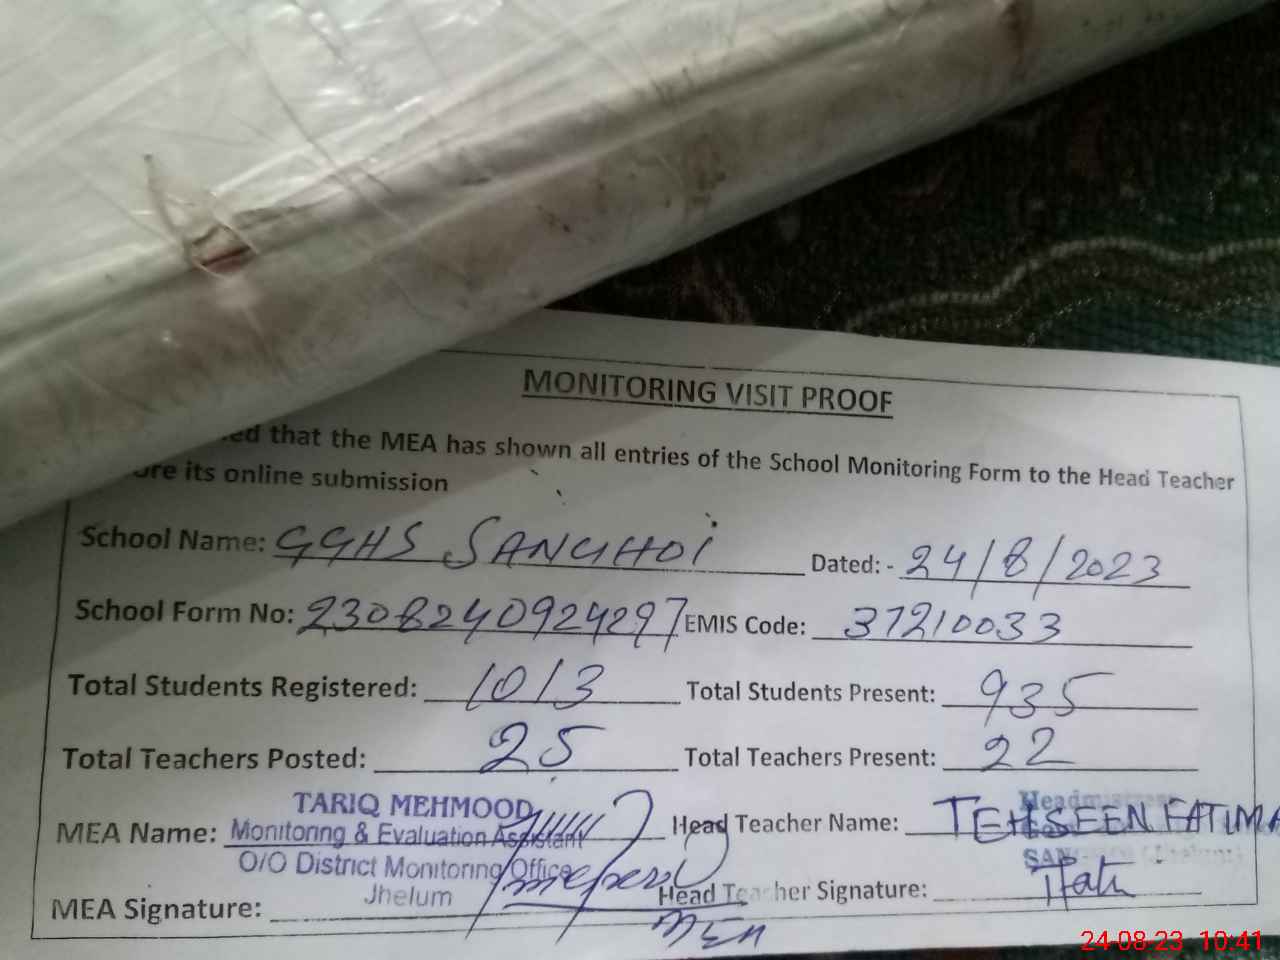 MONITORING VISIT PROOF
that the MEA has shown all entries of the School Monitoring Form to the Head Teacher
its online submission
School Name: GGHS SANGHOI Dated: - 24/8/2023
School Form No: 2308240924297 EMIS Code: 37210033
Total Students Registered: 1013 Total Students Present: 935
Total Teachers Posted: 25 Total Teachers Present: 22
TARIQ MEHMOOD
MEA Name: Monitoring & Evaluation Assistant Head Teacher Name: TEHSEEN FATIMA
O/O District Monitoring Office
Jhelum
MEA Signature: Head Teacher Signature:
MEA
24-08-23 10:41